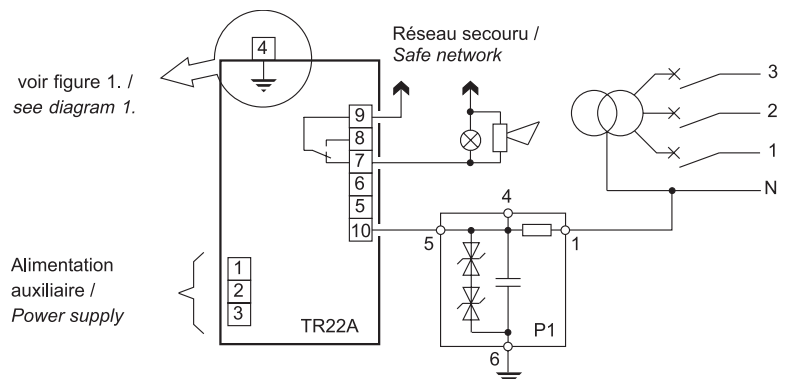 4
Réseau secouru /
Safe network
voir figure 1. /
see diagram 1.
3
2
1
N
9
8
7
6
5
10
4
5
1
P1
6
Alimentation
auxiliaire /
Power supply
1
2
3
TR22A